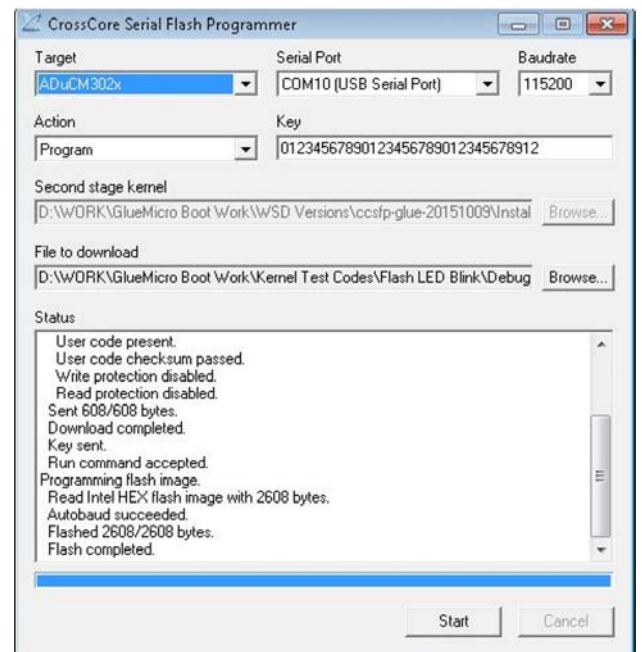 CrossCore Serial Flash Programmer
Target Serial Port Baudrate
ADuCM302x COM10 (USB Serial Port) 115200
Action Key
Program 01234567890123456789012345678912
Second stage kernel
D:\WORK\GlueMicro Boot Work\WSD Versions\ccsfp-glue-20151009\Instal Browse...
File to download
D:\WORK\GlueMicro Boot Work\Kernel Test Codes\Flash LED Blink\Debug Browse...
Status
User code present.
User code checksum passed.
Write protection disabled.
Read protection disabled.
Sent 608/608 bytes.
Download completed.
Key sent.
Run command accepted.
Programming flash image.
Read Intel HEX flash image with 2608 bytes.
Autobaud succeeded.
Flashed 2608/2608 bytes.
Flash completed.
Start Cancel